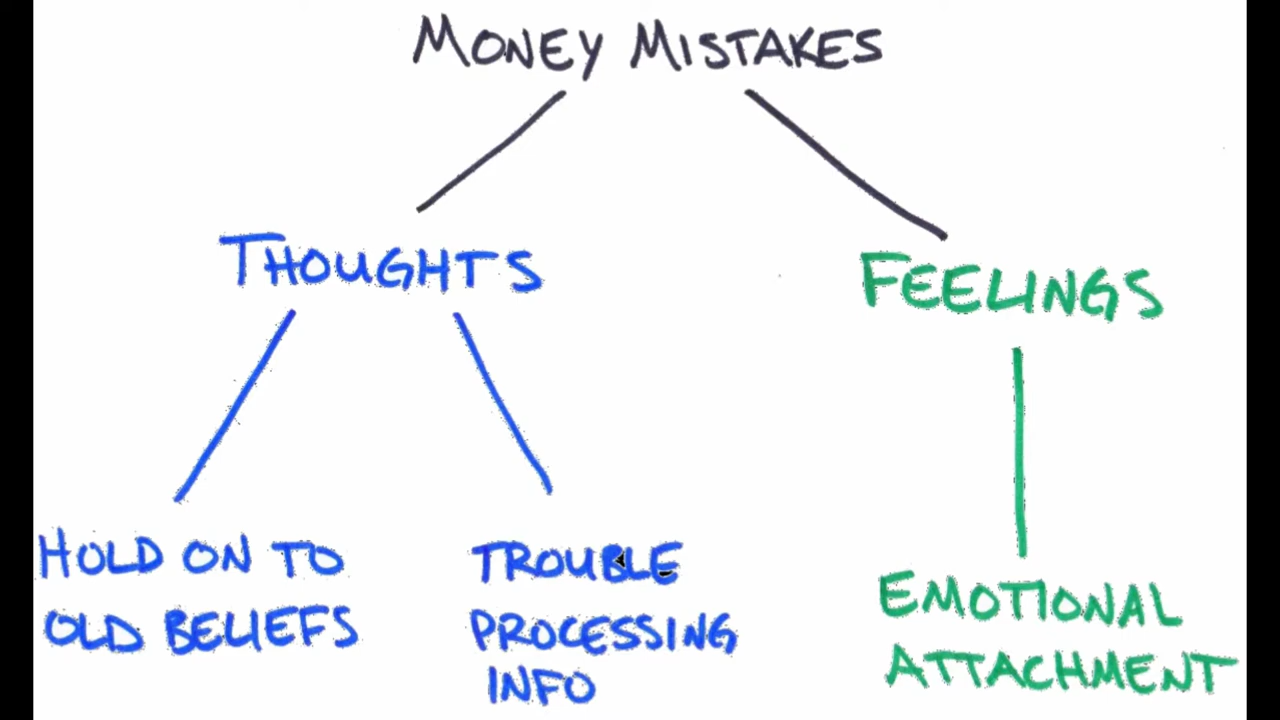 MONEY MISTAKES
THOUGHTS
FEELINGS
HOLD ON TO
OLD BELIEFS
TROUBLE
PROCESSING
INFO
EMOTIONAL
ATTACHMENT